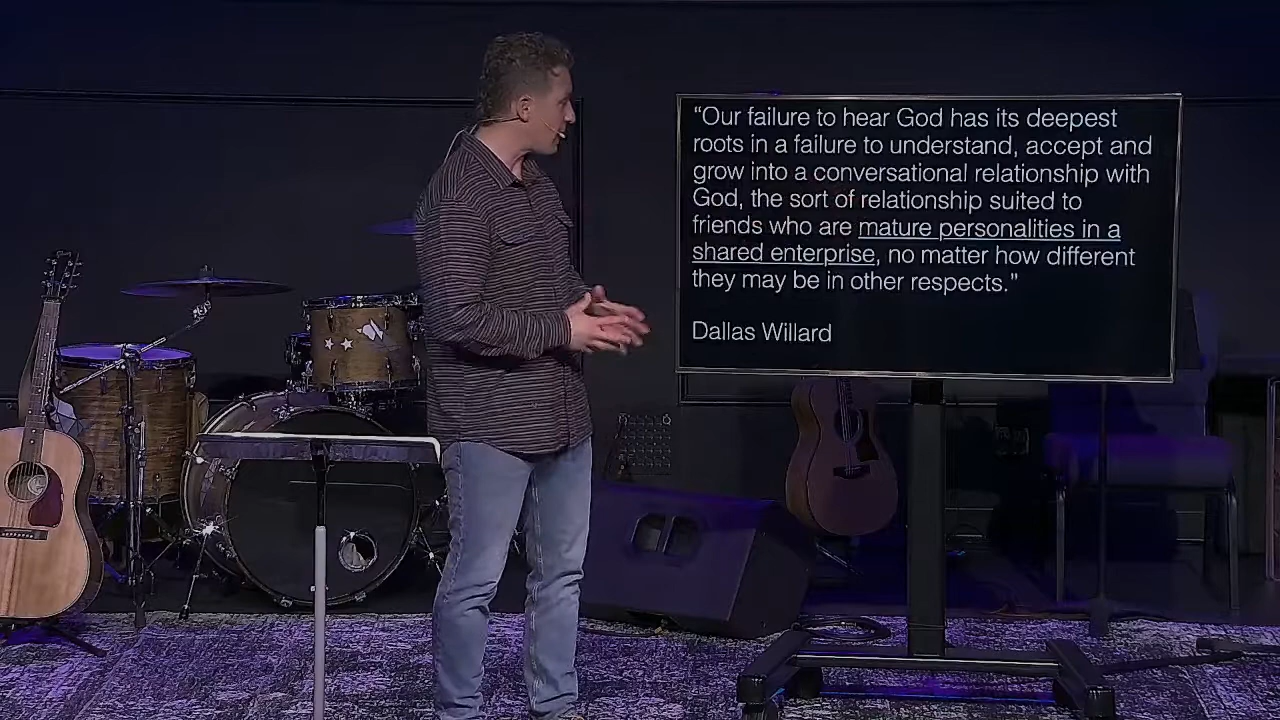 “Our failure to hear God has its deepest
roots in a failure to understand, accept and
grow into a conversational relationship with
God, the sort of relationship suited to
friends who are mature personalities in a
shared enterprise, no matter how different
they may be in other respects.”
Dallas Willard